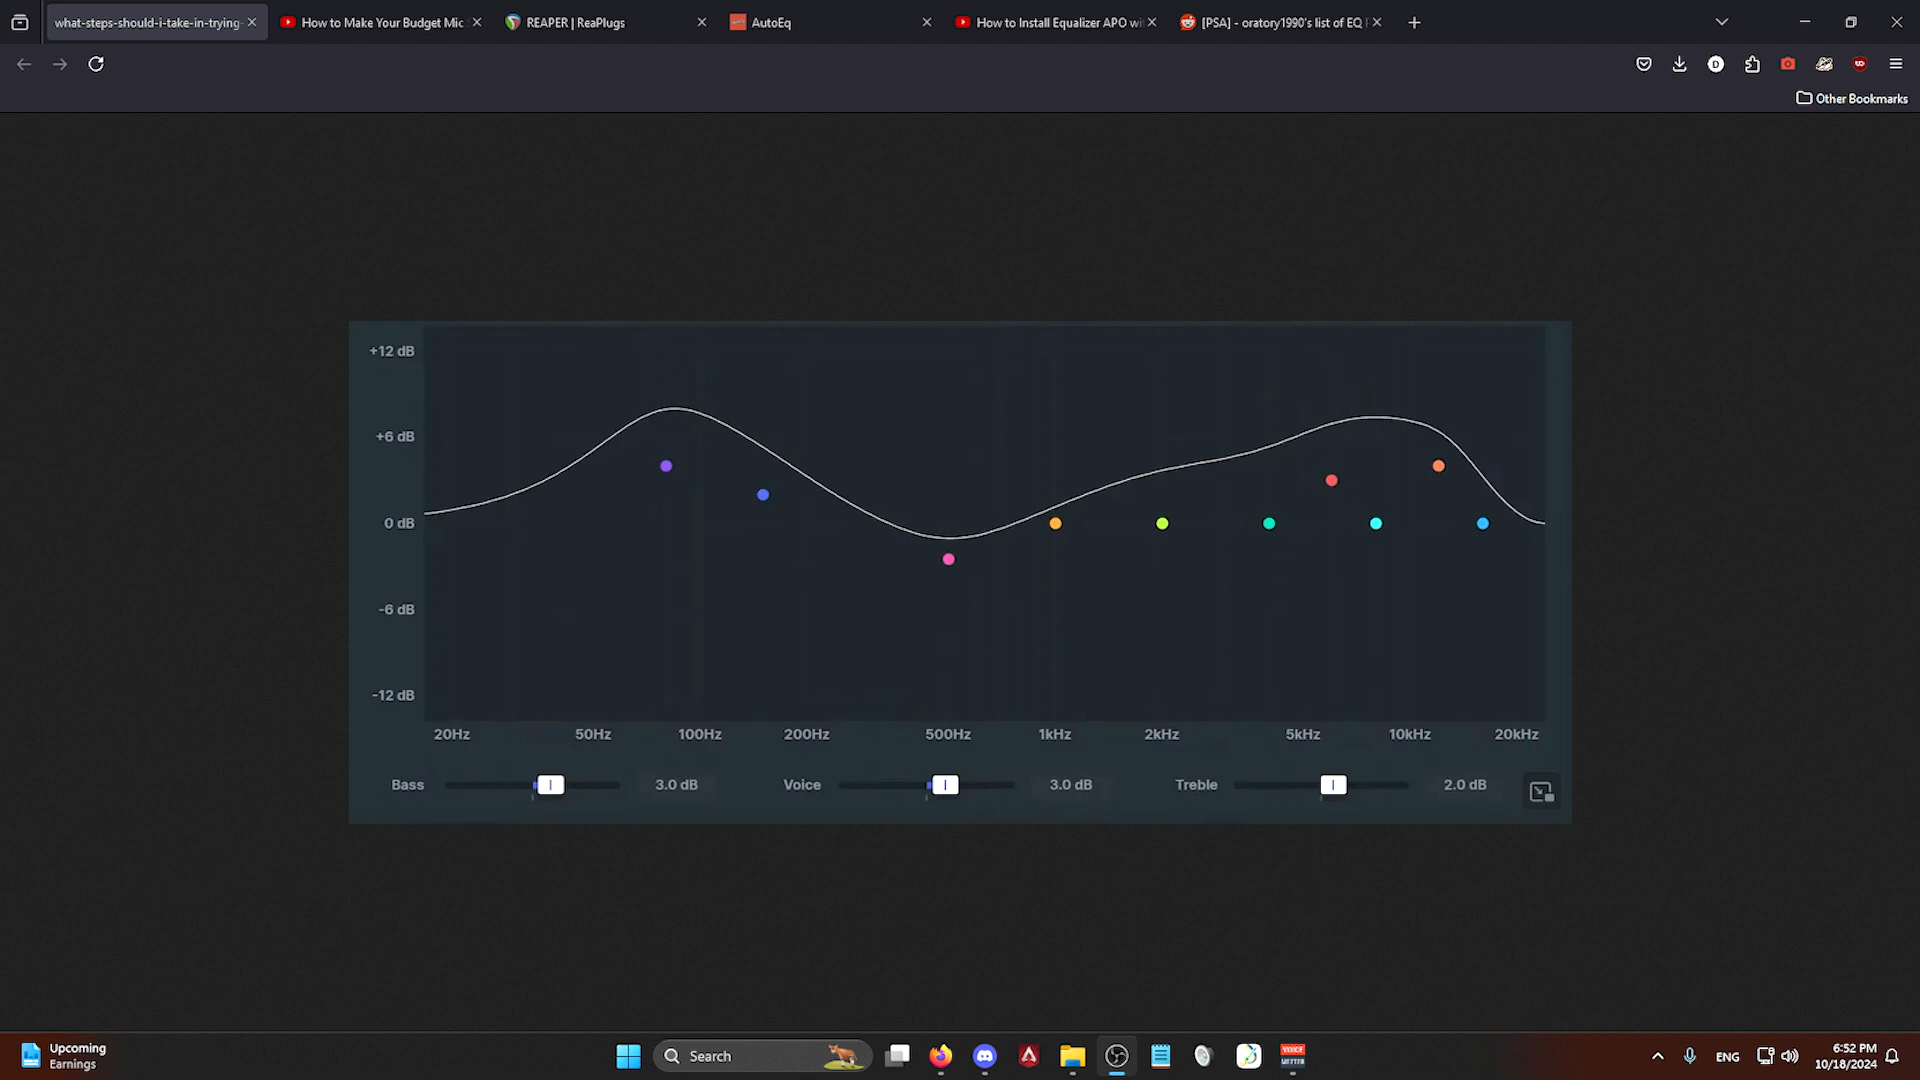 what-steps-should-i-take-in-trying
How to Make Your Budget Mic
REAPER | ReaPlugs
AutoEq
How to Install Equalizer APO wi
[PSA] - oratory1990's list of EQ
Other Bookmarks
+12 dB
+6 dB
0 dB
-6 dB
-12 dB
20Hz
50Hz
100Hz
200Hz
500Hz
1kHz
2kHz
5kHz
10kHz
20kHz
Bass
3.0 dB
Voice
3.0 dB
Treble
2.0 dB
Upcoming
Earnings
Search
VOICE
ENG
6:52 PM
10/18/2024